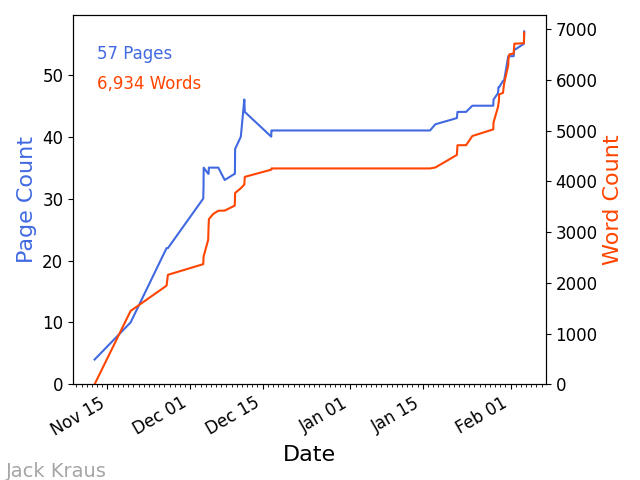 57 Pages
6,934 Words
Page Count
50
40
30
20
10
0
Word Count
7000
6000
5000
4000
3000
2000
1000
0
Nov 15
Dec 01
Dec 15
Jan 01
Jan 15
Feb 01
Date
Jack Kraus